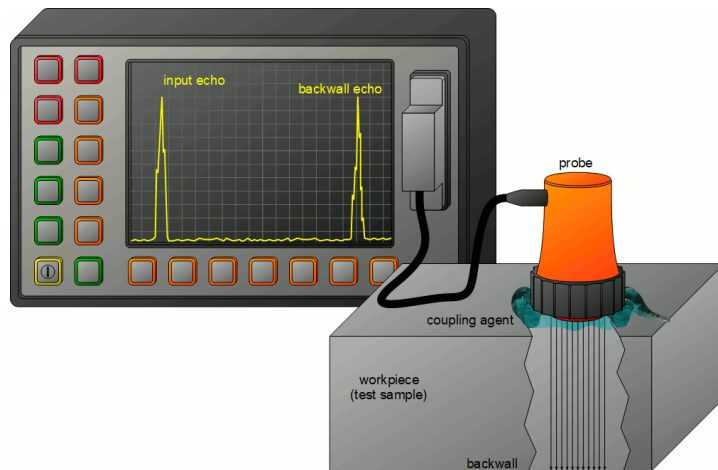 input echo
backwall echo
probe
coupling agent
workpiece
(test sample)
backwall